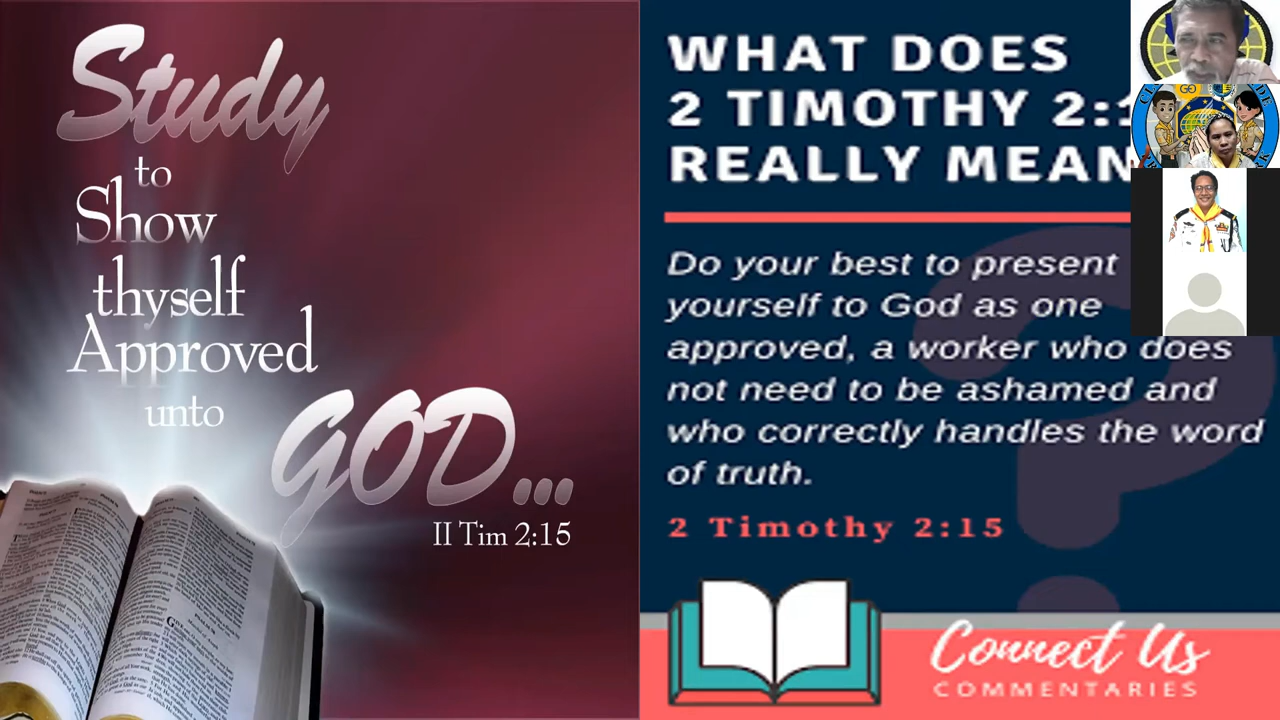 Study
to
Show
thyself
Approved
unto
GOD...
II Tim 2:15
WHAT DOES
2 TIMOTHY 2:1
REALLY MEAN
Do your best to present
yourself to God as one
approved, a worker who does
not need to be ashamed and
who correctly handles the word
of truth.
2 Timothy 2:15
Connect Us
COMMENTARIES